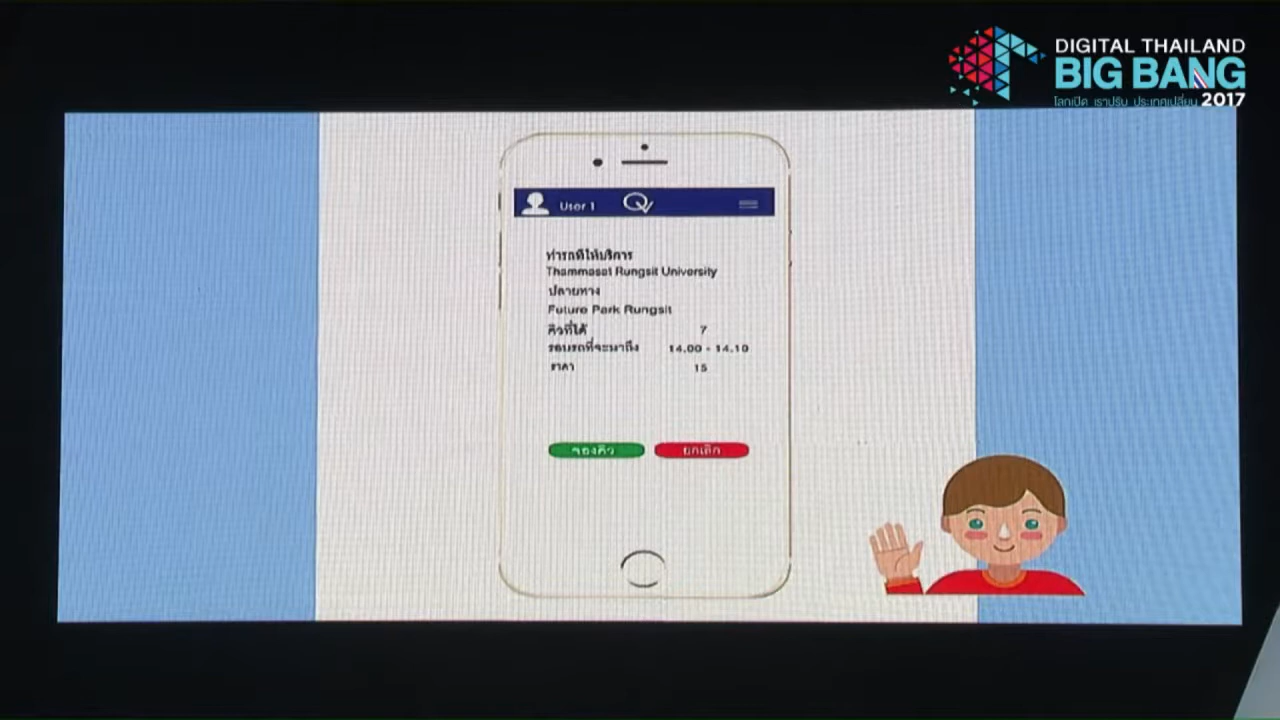 DIGITAL THAILAND
BIG BANG
โลกเปิด เราปรับ ประเทศเปลี่ยน 2017
User 1
ท่ารถที่ให้บริการ
Thammasat Rungsit University
ปลายทาง
Future Park Rungsit
คิวที่ได้ 7
รอบรถที่จะมาถึง 14.00 - 14.10
ราคา 15
จองคิว ยกเลิก